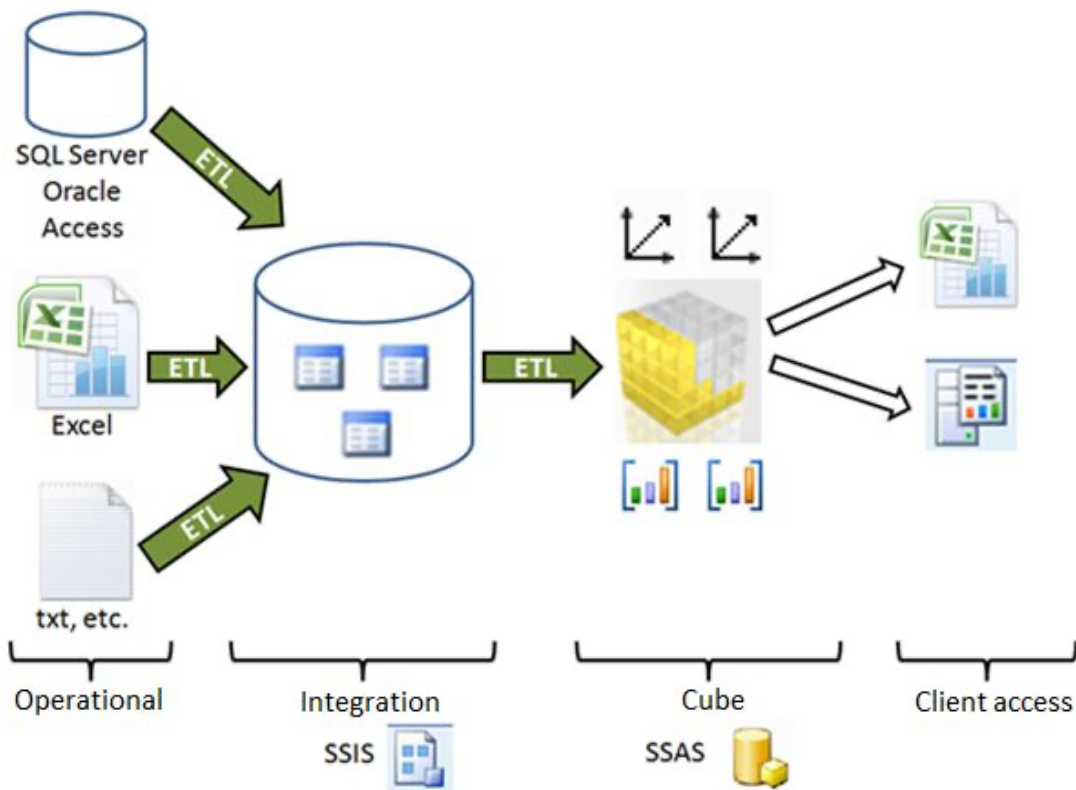 SQL Server
Oracle
Access
ETL
Excel
ETL
ETL
txt, etc.
ETL
Operational
Integration
Cube
Client access
SSIS
SSAS